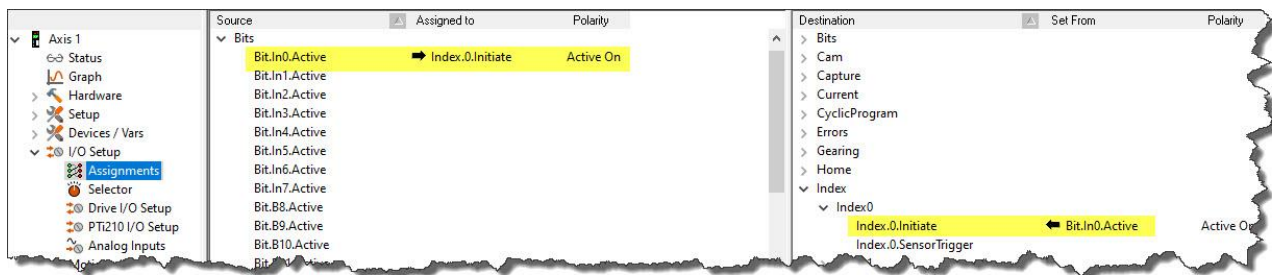 Source Assigned to Polarity
Destination Set From Polarity
Axis 1
Status
Graph
Hardware
Setup
Devices / Vars
I/O Setup
Assignments
Selector
Drive I/O Setup
PTi210 I/O Setup
Analog Inputs
Bits
Bit.In0.Active Index.0.Initiate Active On
Bit.In1.Active
Bit.In2.Active
Bit.In3.Active
Bit.In4.Active
Bit.In5.Active
Bit.In6.Active
Bit.In7.Active
Bit.B8.Active
Bit.B9.Active
Bit.B10.Active
Bits
Cam
Capture
Current
CyclicProgram
Errors
Gearing
Home
Index
Index0
Index.0.Initiate Bit.In0.Active Active
Index.0.SensorTrigger